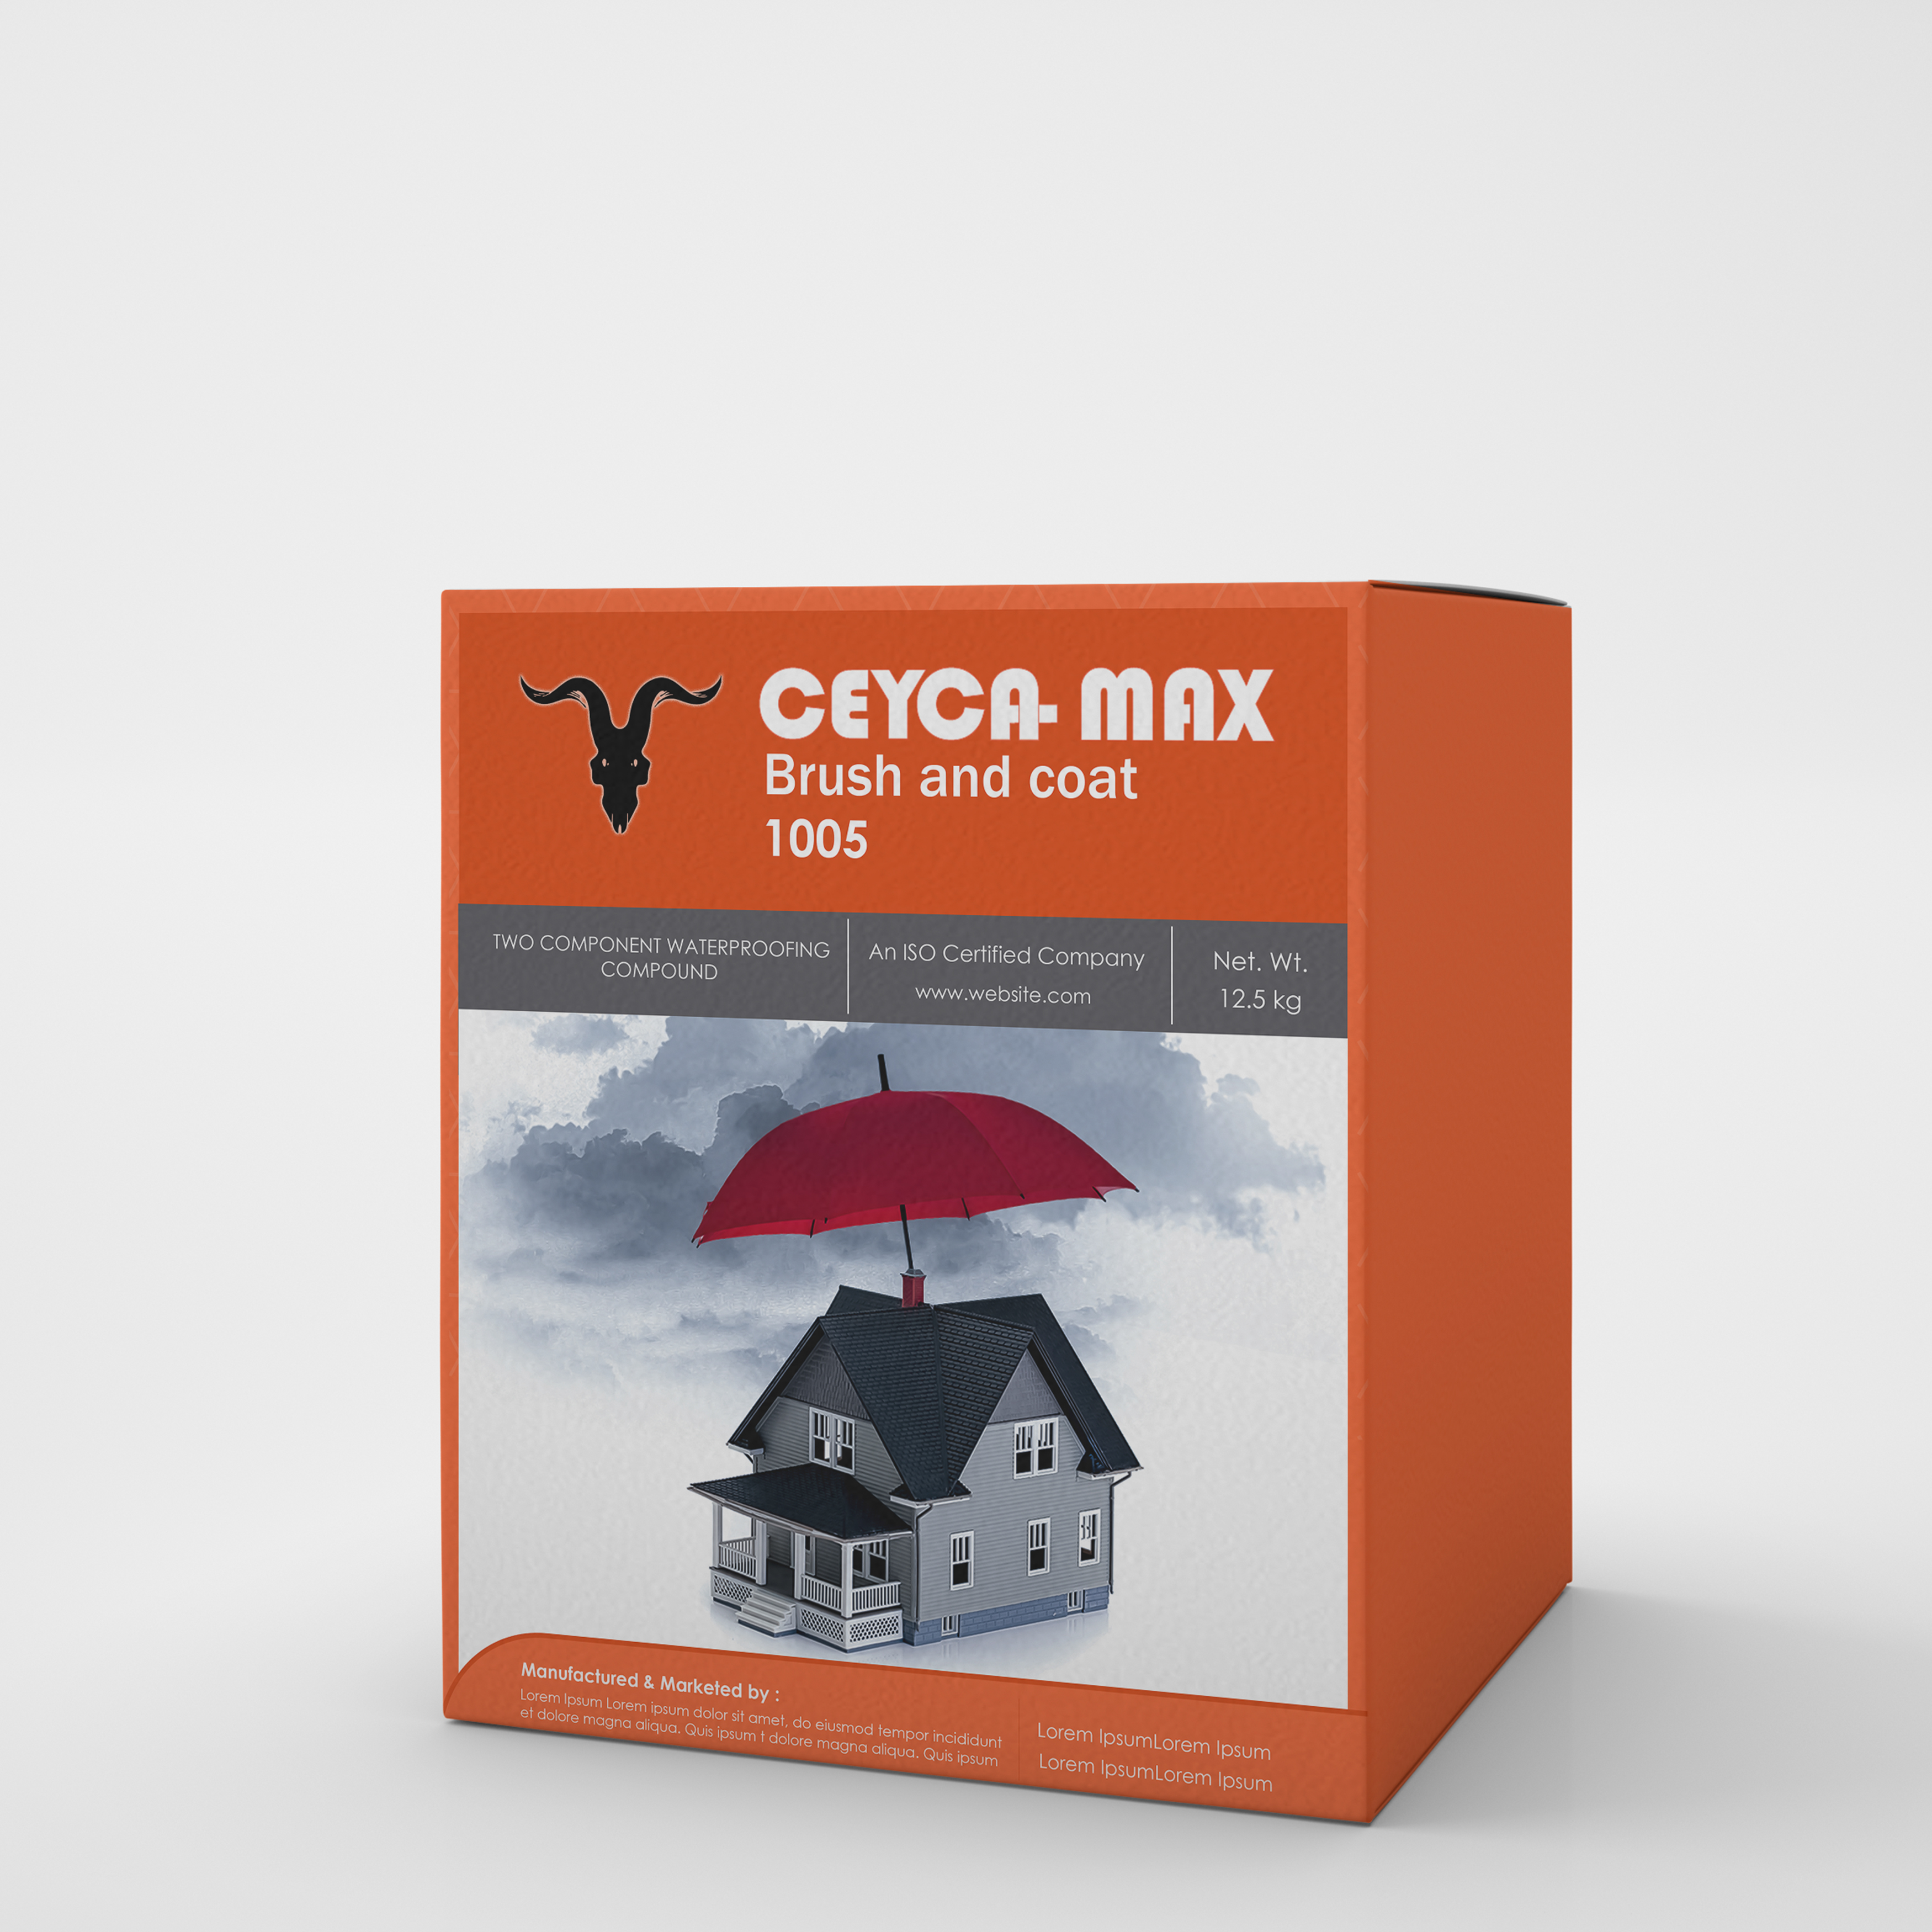 CEYCA- MAX
Brush and coat
1005
TWO COMPONENT WATERPROOFING
COMPOUND
An ISO Certified Company
www.website.com
Net. Wt.
12.5 kg
Manufactured & Marketed by :
Lorem Ipsum Lorem ipsum dolor sit amet, do eiusmod tempor incididunt
et dolore magna aliqua. Quis ipsum t dolore magna aliqua. Quis ipsum
Lorem IpsumLorem Ipsum
Lorem IpsumLorem Ipsum